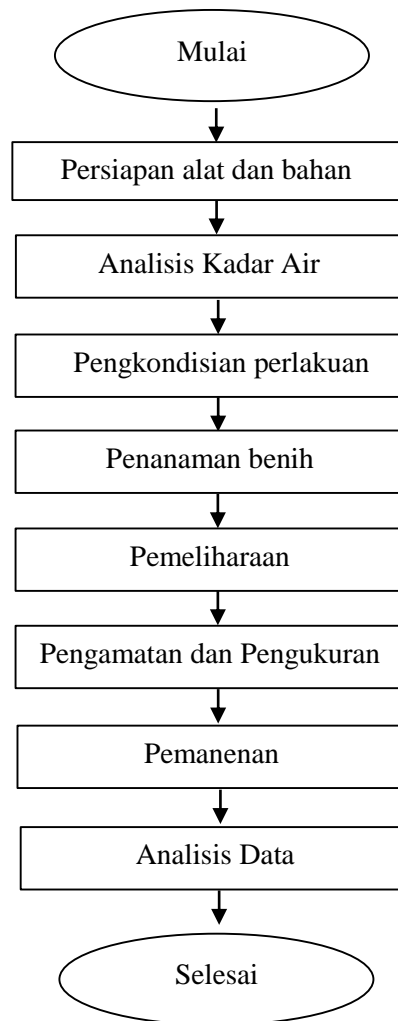 Mulai
Persiapan alat dan bahan
Analisis Kadar Air
Pengkondisian perlakuan
Penanaman benih
Pemeliharaan
Pengamatan dan Pengukuran
Pemanenan
Analisis Data
Selesai